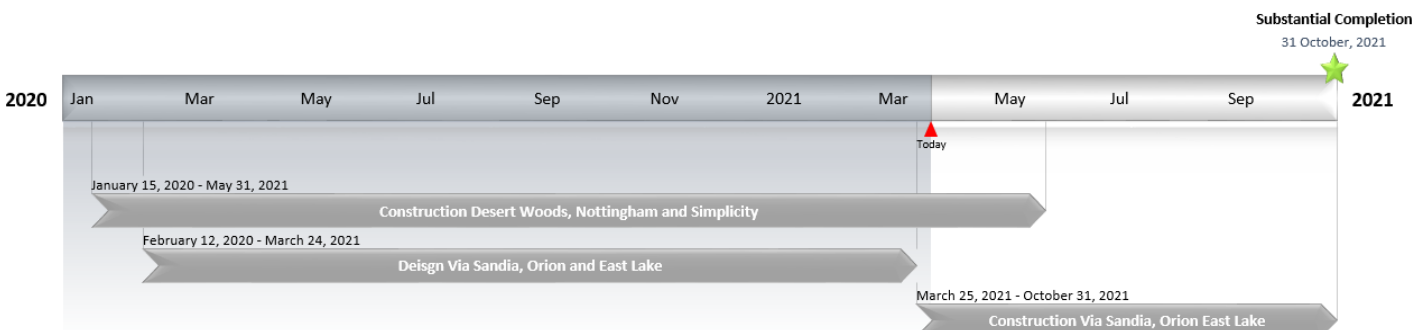 Substantial Completion
31 October, 2021
2020 Jan Mar May Jul Sep Nov 2021 Mar May Jul Sep 2021
Today
January 15, 2020 - May 31, 2021
Construction Desert Woods, Nottingham and Simplicity
February 12, 2020 - March 24, 2021
Deisgn Via Sandia, Orion and East Lake
March 25, 2021 - October 31, 2021
Construction Via Sandia, Orion East Lake